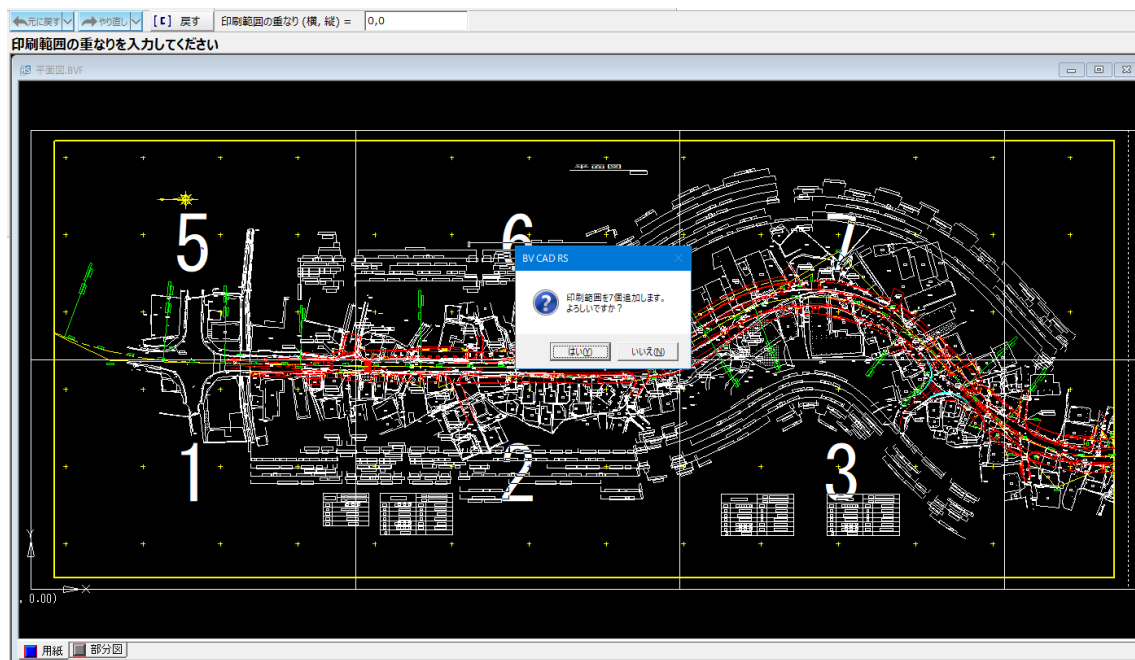 元に戻す やり直し [E] 戻す 印刷範囲の重なり (横, 縦) = 0,0
印刷範囲の重なりを入力してください
平面図.BVF
平面図
5 6 7
BV CAD RS
印刷範囲を7個追加します。
よろしいですか？
はい(Y) いいえ(N)
1 2 3
Y
X
, 0.00)
用紙 部分図